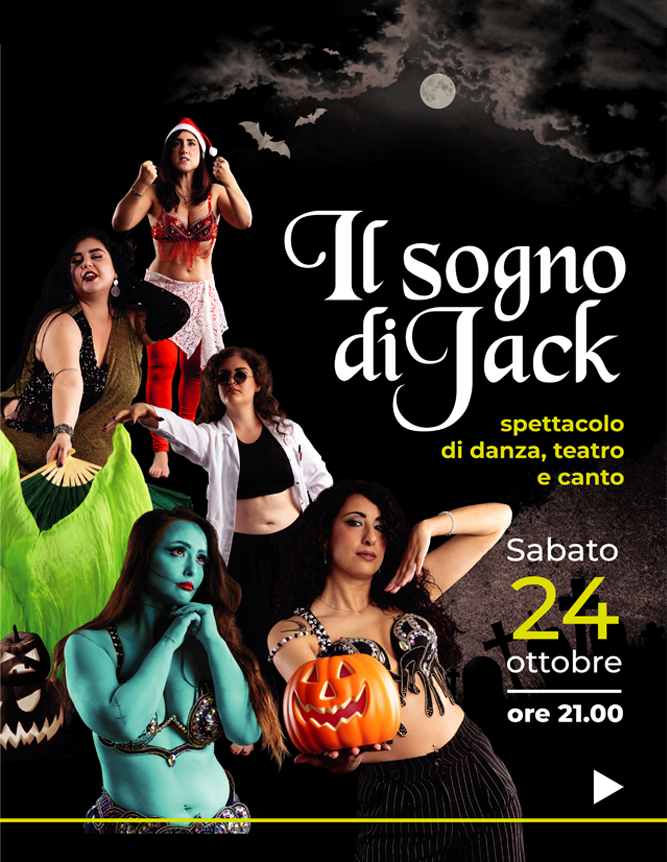 Il sogno
di Jack
spettacolo
di danza, teatro
e canto
Sabato
24
ottobre
ore 21.00